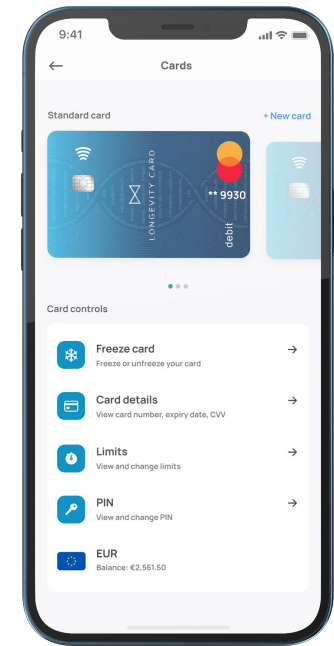 9:41
Cards
Standard card
+ New card
LONGEVITY CARD
** 9930
debit
Card controls
Freeze card
Freeze or unfreeze your card
Card details
View card number, expiry date, CVV
Limits
View and change limits
PIN
View and change PIN
EUR
Balance: €2,561.50